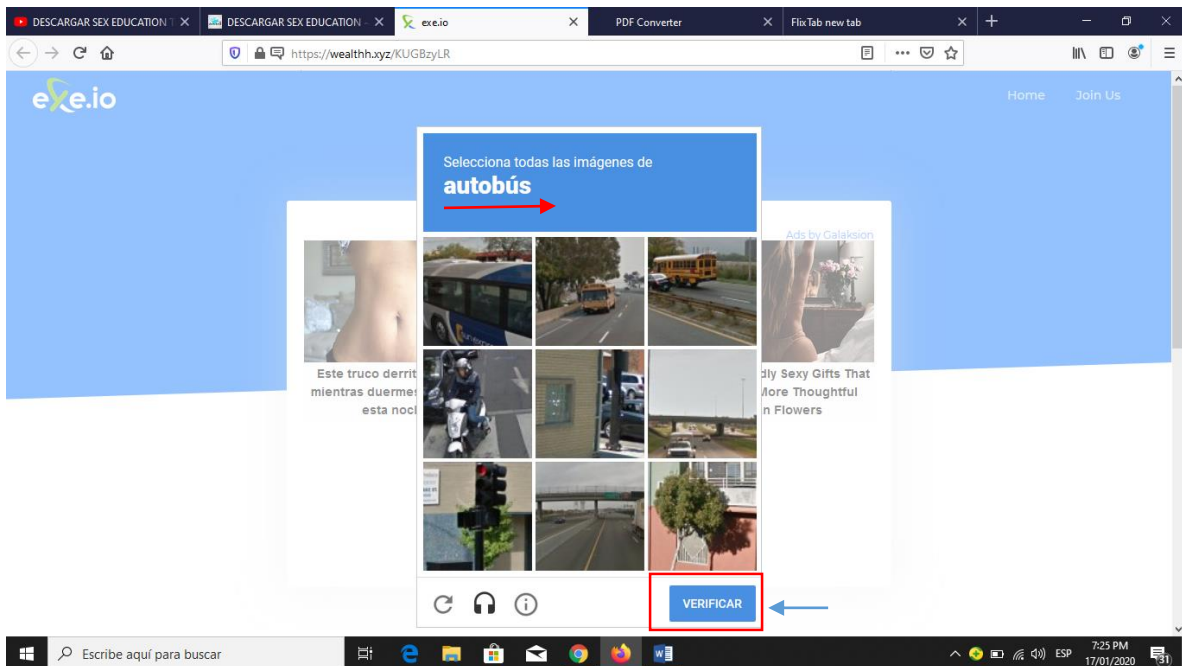 DESCARGAR SEX EDUCATION T
DESCARGAR SEX EDUCATION -
exe.io
PDF Converter
FlixTab new tab
https://wealthh.xyz/KUGBzyLR
exe.io
Home
Join Us
Selecciona todas las imágenes de
autobús
Ads by Galaksion
Este truco derrit
mientras duermes
esta noc
dly Sexy Gifts That
More Thoughtful
n Flowers
VERIFICAR
Escribe aquí para buscar
ESP
7:25 PM
17/01/2020
31